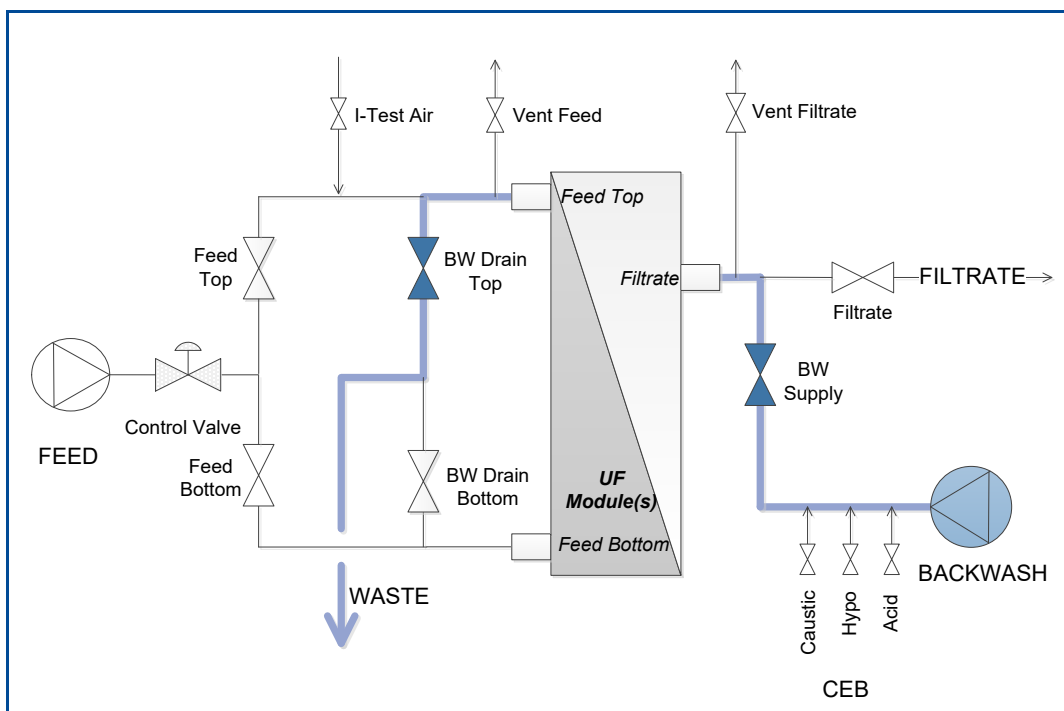 I-Test Air
Vent Feed
Vent Filtrate
Feed Top
Feed
Top
BW Drain
Top
Filtrate
FILTRATE
Filtrate
BW
Supply
Control Valve
FEED
Feed
Bottom
BW Drain
Bottom
UF
Module(s)
Feed Bottom
BACKWASH
WASTE
Caustic
Hypo
Acid
CEB